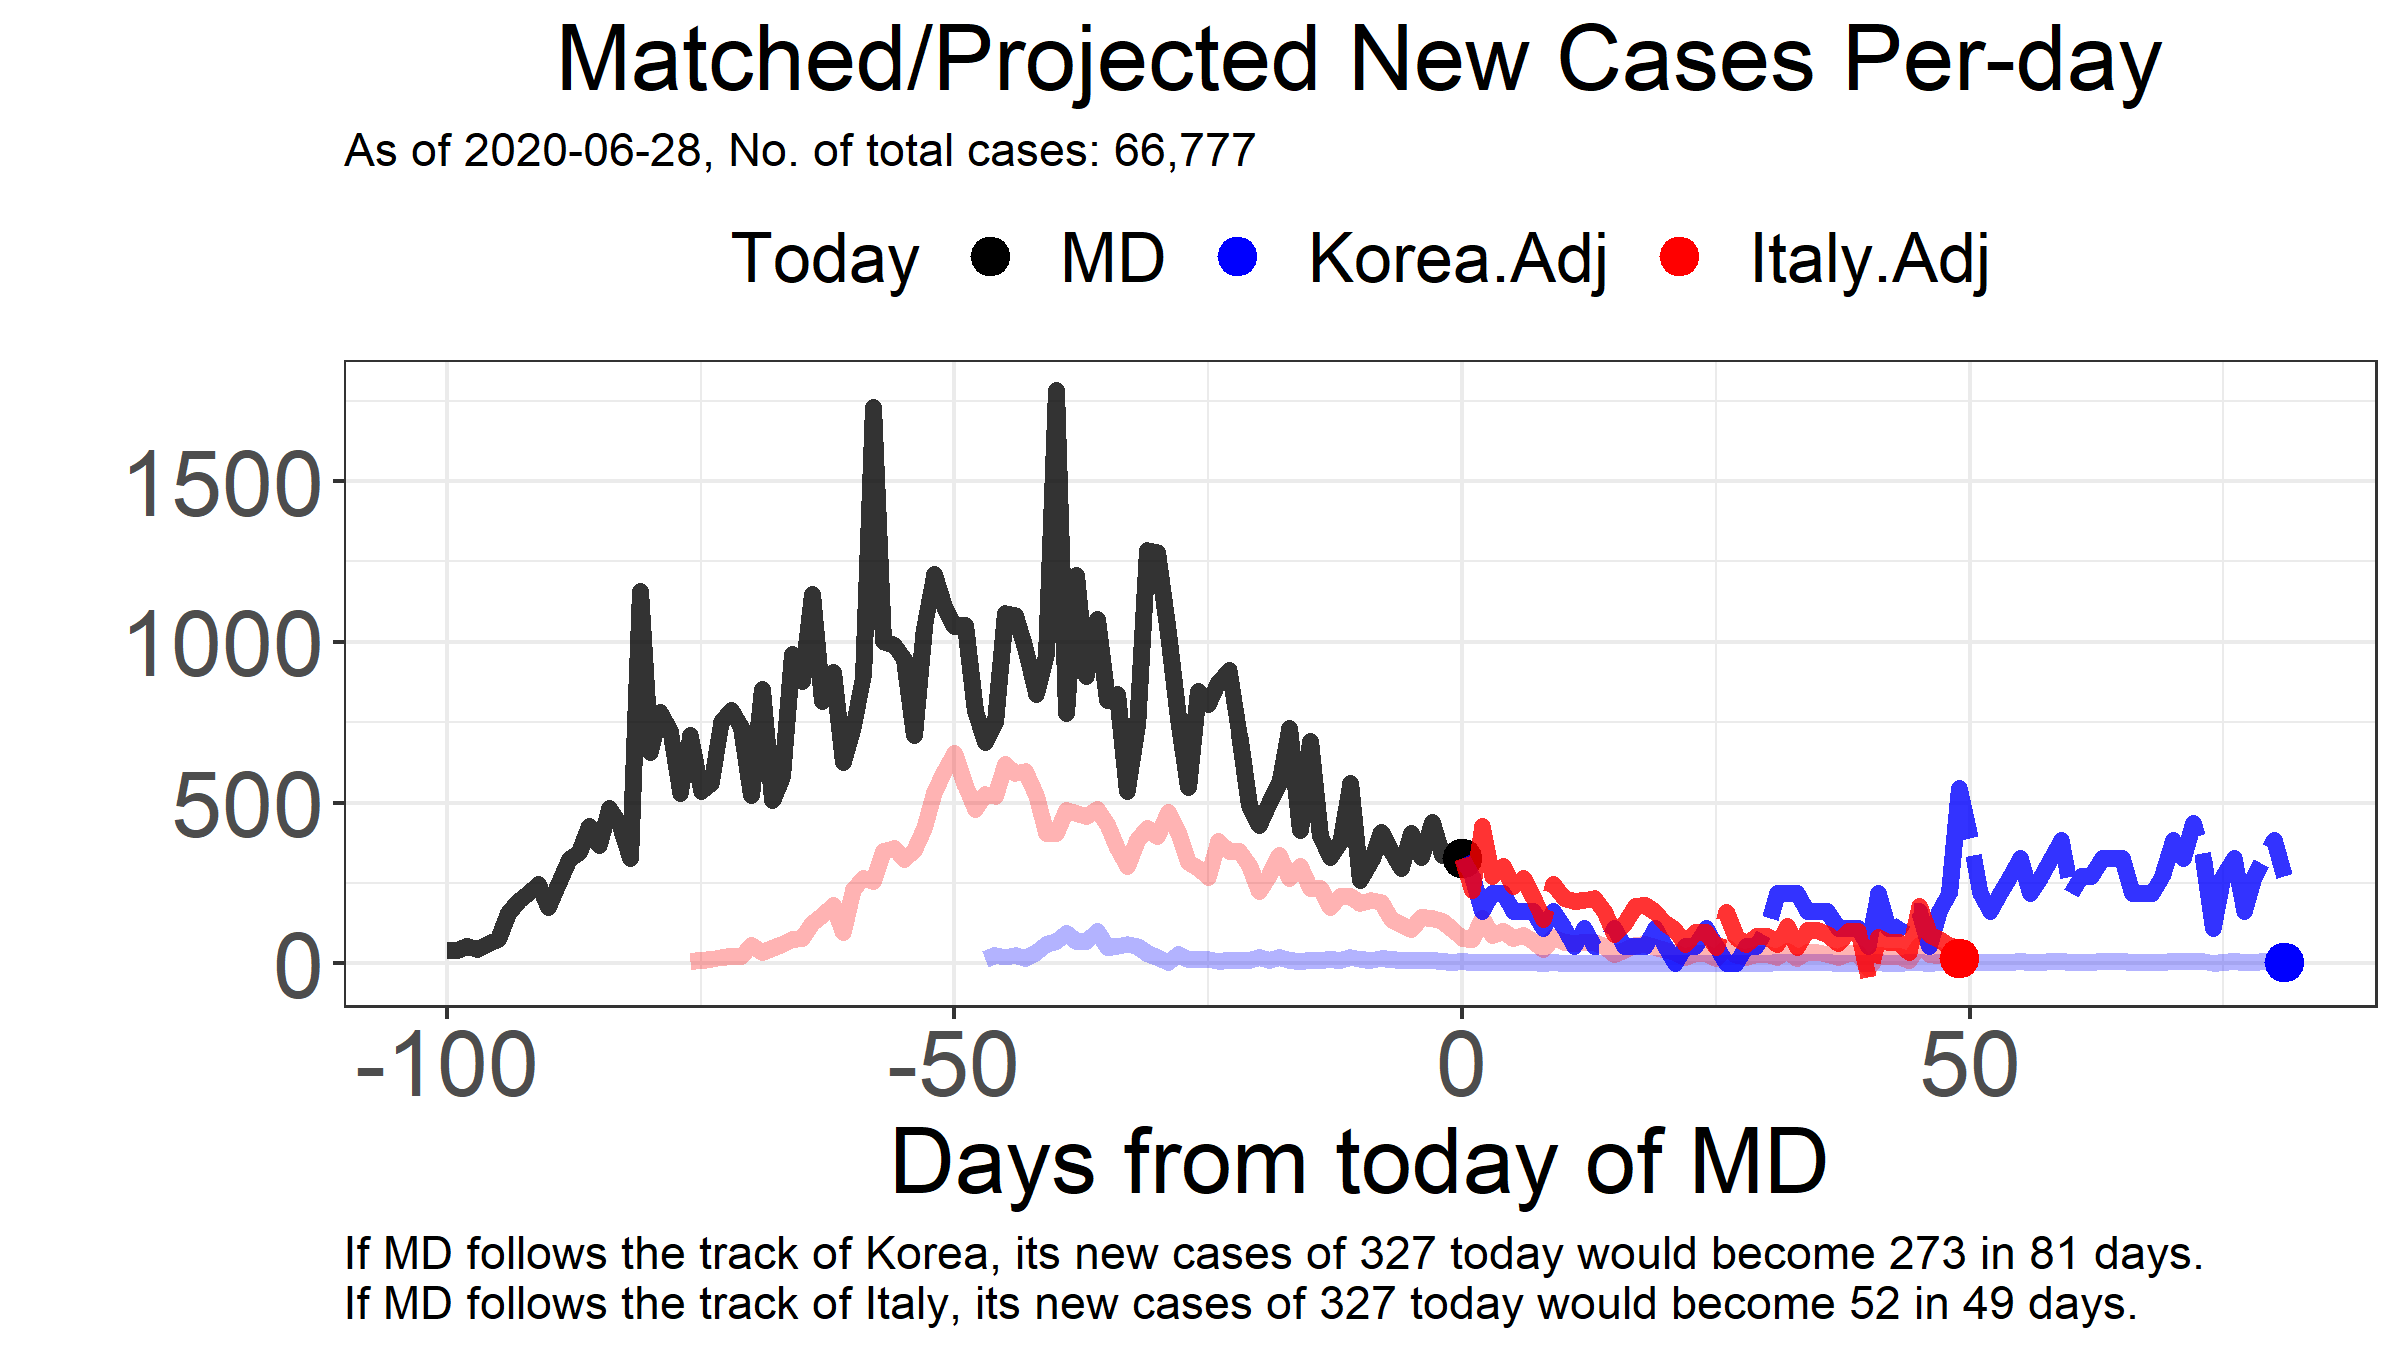 Matched/Projected New Cases Per-day
As of 2020-06-28, No. of total cases: 66,777
Today MD Korea.Adj Italy.Adj
1500
1000
500
0
-100 -50 0 50
Days from today of MD
If MD follows the track of Korea, its new cases of 327 today would become 273 in 81 days.
If MD follows the track of Italy, its new cases of 327 today would become 52 in 49 days.